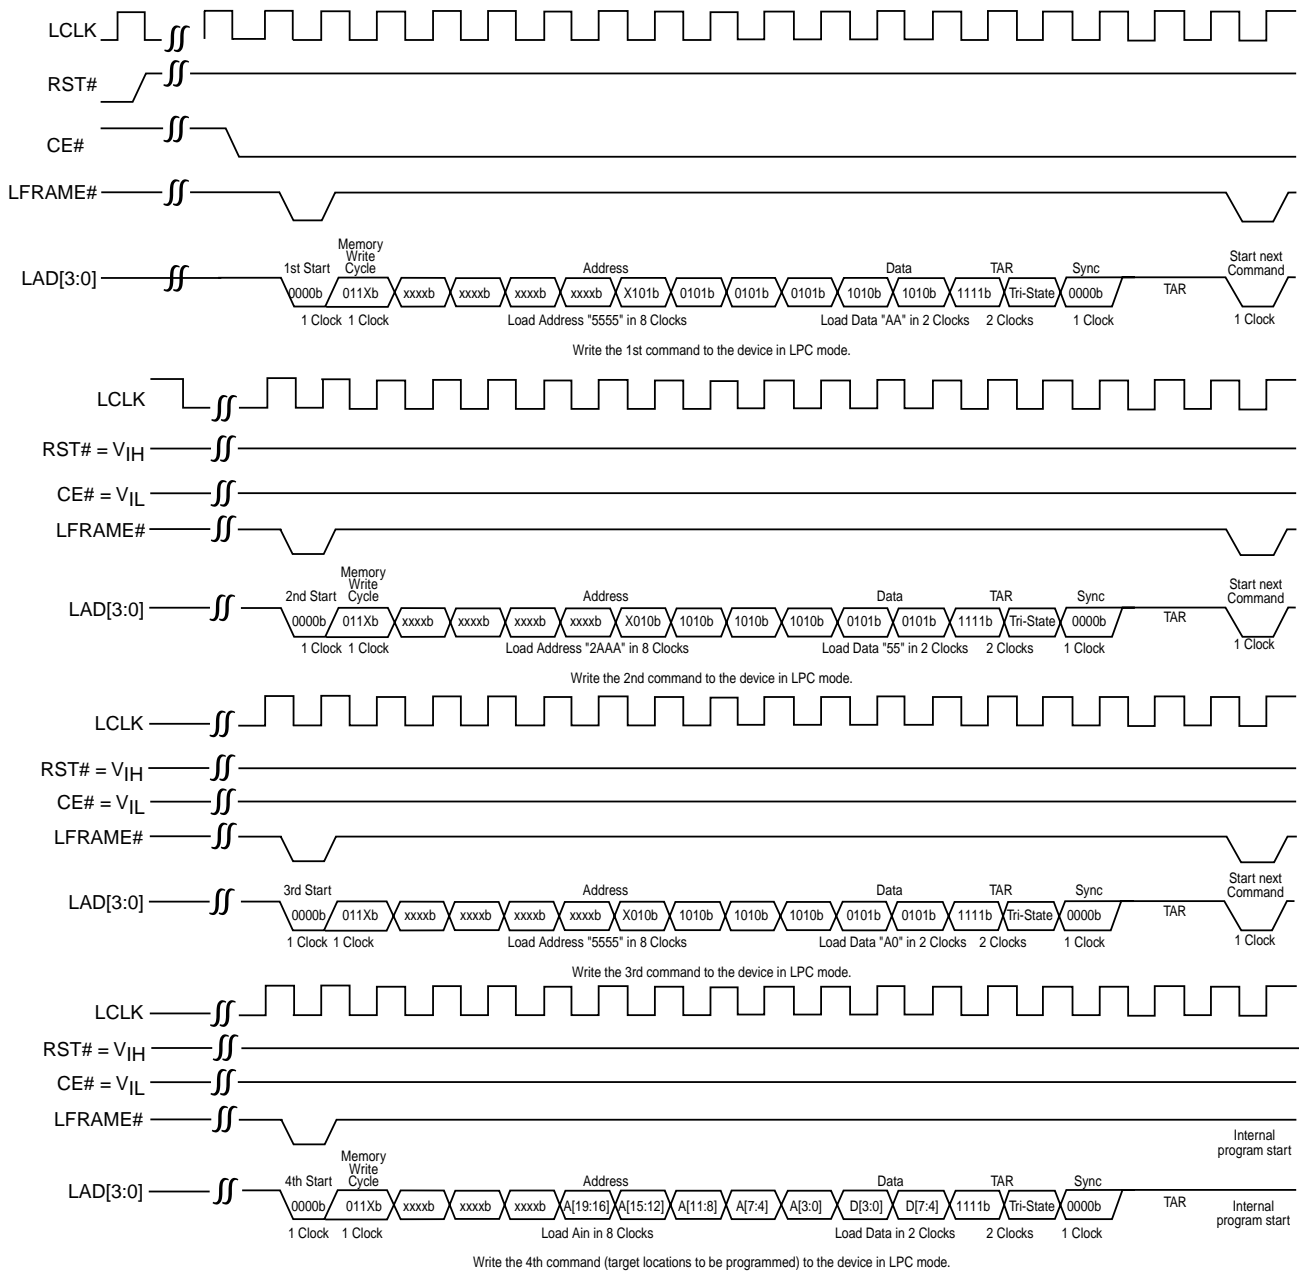 LCLK
RST#
CE#
LFRAME#
Memory
Write
Cycle
1st Start Address Data TAR Sync Start next
Command
LAD[3:0] 0000b 011Xb xxxxb xxxxb xxxxb xxxxb X101b 0101b 0101b 0101b 1010b 1010b 1111b Tri-State 0000b TAR
1 Clock 1 Clock Load Address "5555" in 8 Clocks Load Data "AA" in 2 Clocks 2 Clocks 1 Clock 1 Clock
Write the 1st command to the device in LPC mode.
LCLK
RST# = VIH
CE# = VIL
LFRAME#
Memory
Write
Cycle
2nd Start Address Data TAR Sync Start next
Command
LAD[3:0] 0000b 011Xb xxxxb xxxxb xxxxb xxxxb X010b 1010b 1010b 1010b 0101b 0101b 1111b Tri-State 0000b TAR
1 Clock 1 Clock Load Address "2AAA" in 8 Clocks Load Data "55" in 2 Clocks 2 Clocks 1 Clock 1 Clock
Write the 2nd command to the device in LPC mode.
LCLK
RST# = VIH
CE# = VIL
LFRAME#
3rd Start Address Data TAR Sync Start next
Command
LAD[3:0] 0000b 011Xb xxxxb xxxxb xxxxb xxxxb X010b 1010b 1010b 1010b 0101b 0101b 1111b Tri-State 0000b TAR
1 Clock 1 Clock Load Address "5555" in 8 Clocks Load Data "A0" in 2 Clocks 2 Clocks 1 Clock 1 Clock
Write the 3rd command to the device in LPC mode.
LCLK
RST# = VIH
CE# = VIL
LFRAME#
Internal
program start
Memory
Write
Cycle
4th Start Address Data TAR Sync
LAD[3:0] 0000b 011Xb xxxxb xxxxb xxxxb A[19:16] A[15:12] A[11:8] A[7:4] A[3:0] D[3:0] D[7:4] 1111b Tri-State 0000b TAR Internal
program start
1 Clock 1 Clock Load Ain in 8 Clocks Load Data in 2 Clocks 2 Clocks 1 Clock
Write the 4th command (target locations to be programmed) to the device in LPC mode.